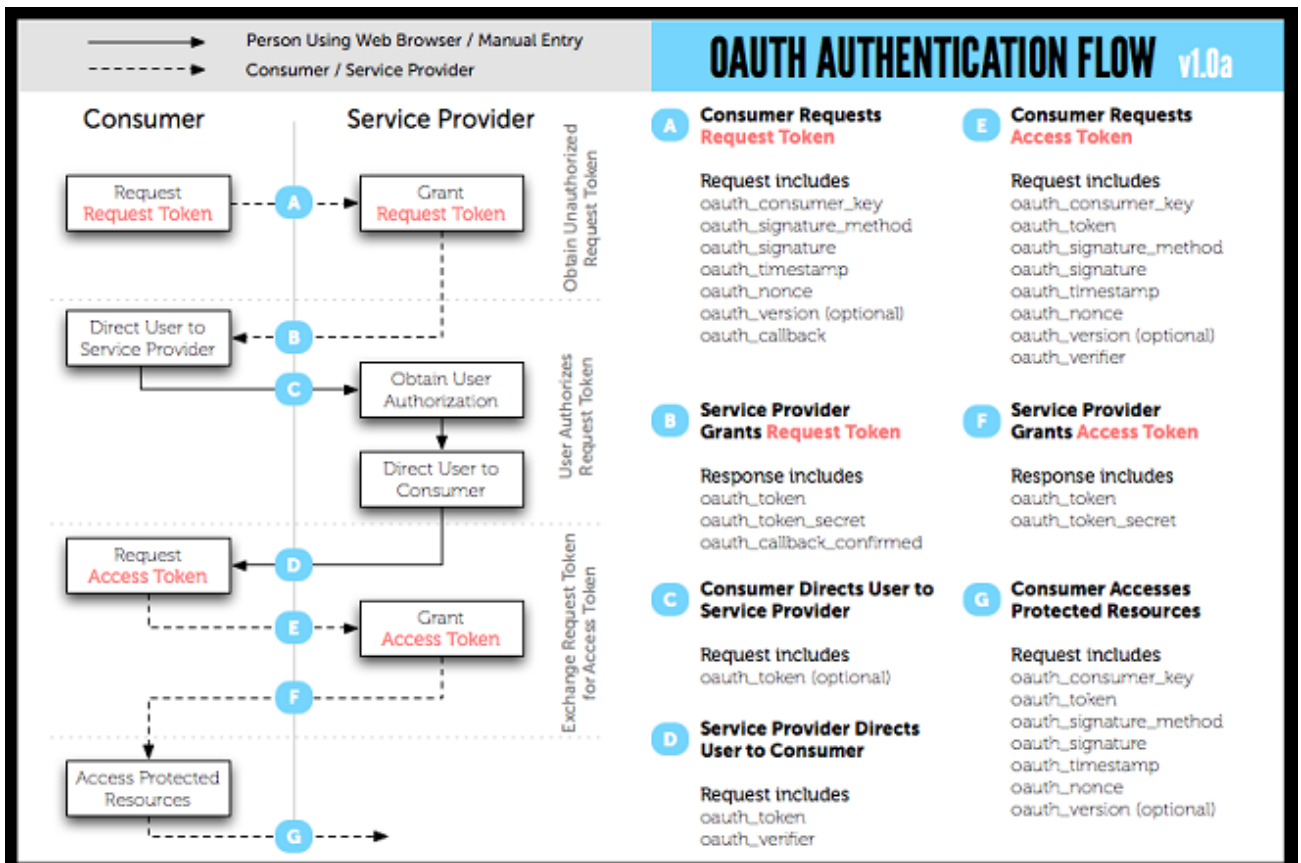 Person Using Web Browser / Manual Entry
Consumer / Service Provider
OAUTH AUTHENTICATION FLOW v1.0a
Consumer
Service Provider
Request
Request Token
A
Grant
Request Token
Obtain Unauthorized
Request Token
Direct User to
Service Provider
B
C
Obtain User
Authorization
Direct User to
Consumer
User Authorizes
Request Token
Request
Access Token
D
E
Grant
Access Token
F
Exchange Request Token
for Access Token
Access Protected
Resources
G
A
Consumer Requests
Request Token
Request includes
oauth_consumer_key
oauth_signature_method
oauth_signature
oauth_timestamp
oauth_nonce
oauth_version (optional)
oauth_callback
B
Service Provider
Grants Request Token
Response includes
oauth_token
oauth_token_secret
oauth_callback_confirmed
C
Consumer Directs User to
Service Provider
Request includes
oauth_token (optional)
D
Service Provider Directs
User to Consumer
Request includes
oauth_token
oauth_verifier
E
Consumer Requests
Access Token
Request includes
oauth_consumer_key
oauth_token
oauth_signature_method
oauth_signature
oauth_timestamp
oauth_nonce
oauth_version (optional)
oauth_verifier
F
Service Provider
Grants Access Token
Response includes
oauth_token
oauth_token_secret
G
Consumer Accesses
Protected Resources
Request includes
oauth_consumer_key
oauth_token
oauth_signature_method
oauth_signature
oauth_timestamp
oauth_nonce
oauth_version (optional)